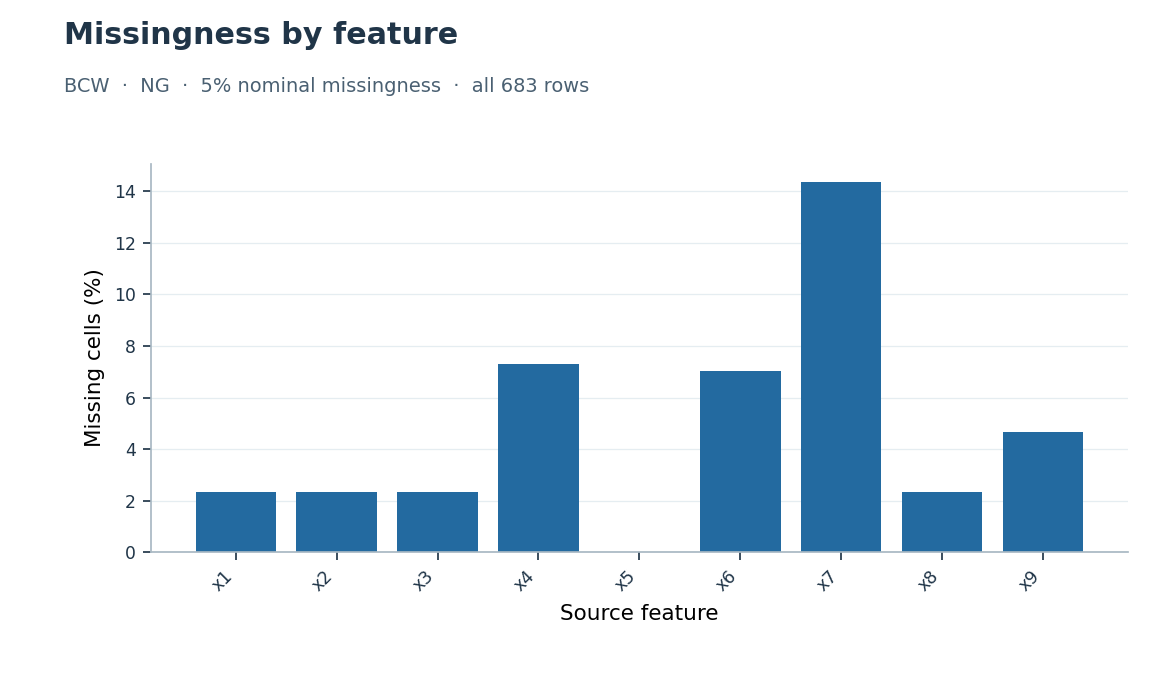 Missingness by feature
BCW · NG · 5% nominal missingness · all 683 rows
14
12
10
8
6
4
2
0
Missing cells (%)
x1 x2 x3 x4 x5 x6 x7 x8 x9
Source feature